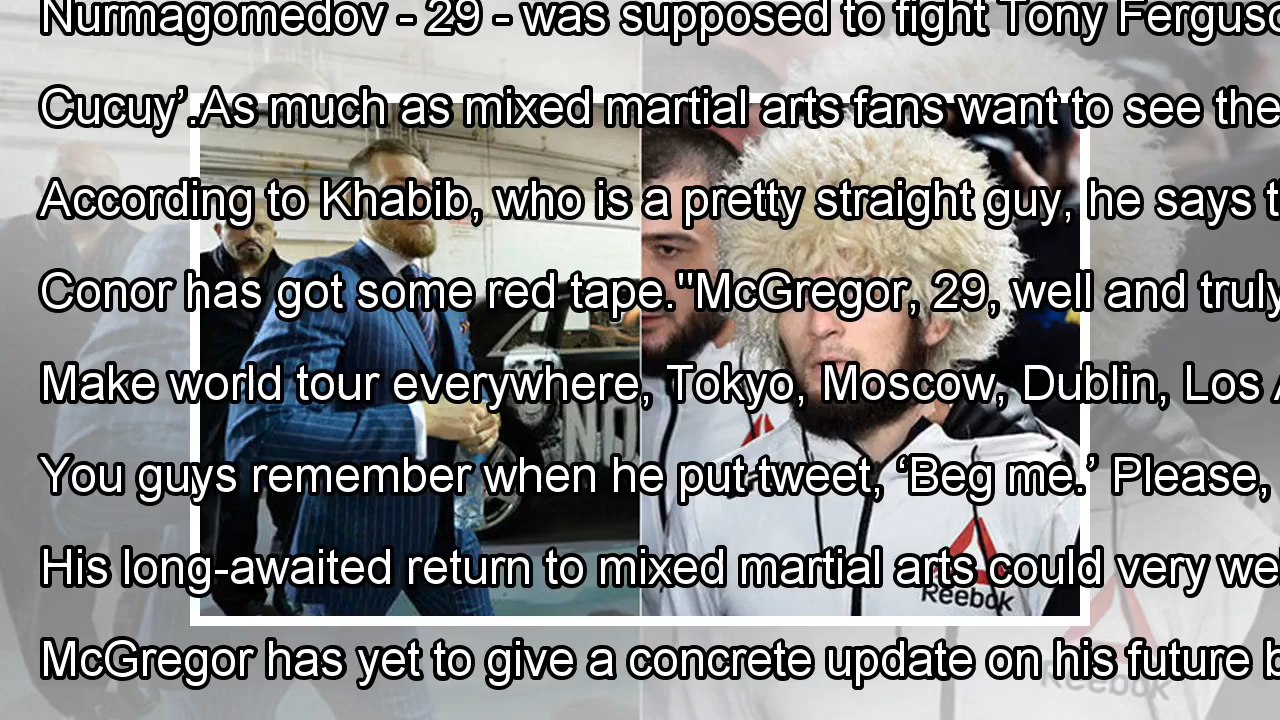 Nurmagomedov - 29 - was supposed to fight Tony
Cucuy’.As much as mixed martial arts fans want to see the
According to Khabib, who is a pretty straight guy, he says
Conor has got some red tape."McGregor, 29, well and truly
Make world tour everywhere, Tokyo, Moscow, Dublin, Los
You guys remember when he put tweet, ‘Beg me.’ Please,
His long-awaited return to mixed martial arts could very
McGregor has yet to give a concrete update on his future
Reebok
Reebok